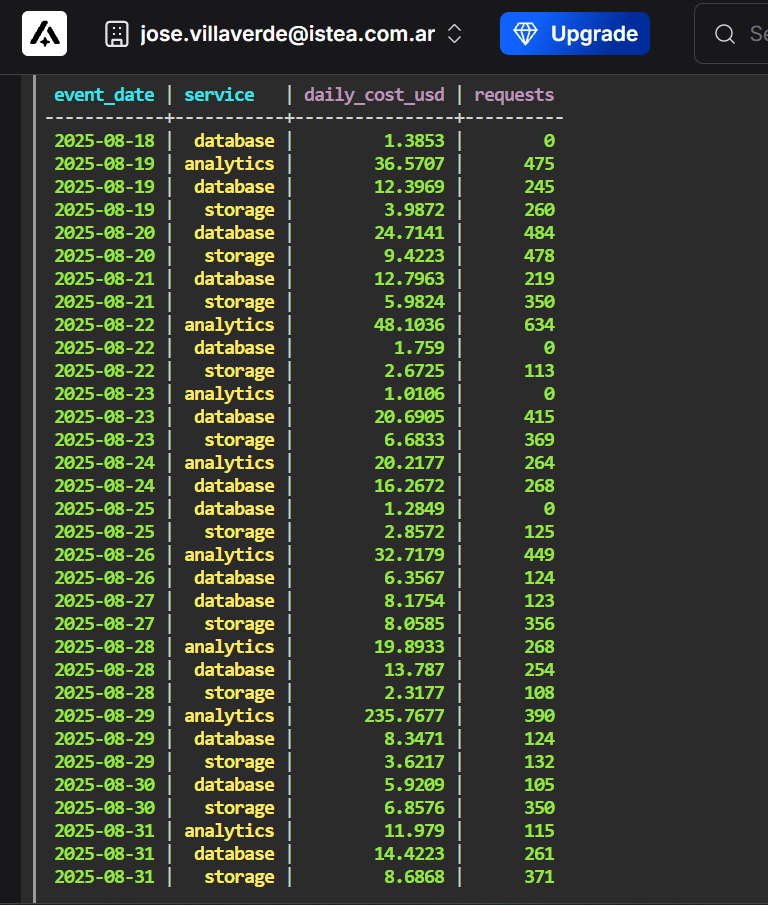 jose.villaverde@istea.com.ar Upgrade
event_date | service | daily_cost_usd | requests
------------+-----------+----------------+----------
2025-08-18 | database | 1.3853 | 0
2025-08-19 | analytics | 36.5707 | 475
2025-08-19 | database | 12.3969 | 245
2025-08-19 | storage | 3.9872 | 260
2025-08-20 | database | 24.7141 | 484
2025-08-20 | storage | 9.4223 | 478
2025-08-21 | database | 12.7963 | 219
2025-08-21 | storage | 5.9824 | 350
2025-08-22 | analytics | 48.1036 | 634
2025-08-22 | database | 1.759 | 0
2025-08-22 | storage | 2.6725 | 113
2025-08-23 | analytics | 1.0106 | 0
2025-08-23 | database | 20.6905 | 415
2025-08-23 | storage | 6.6833 | 369
2025-08-24 | analytics | 20.2177 | 264
2025-08-24 | database | 16.2672 | 268
2025-08-25 | database | 1.2849 | 0
2025-08-25 | storage | 2.8572 | 125
2025-08-26 | analytics | 32.7179 | 449
2025-08-26 | database | 6.3567 | 124
2025-08-27 | database | 8.1754 | 123
2025-08-27 | storage | 8.0585 | 356
2025-08-28 | analytics | 19.8933 | 268
2025-08-28 | database | 13.787 | 254
2025-08-28 | storage | 2.3177 | 108
2025-08-29 | analytics | 235.7677 | 390
2025-08-29 | database | 8.3471 | 124
2025-08-29 | storage | 3.6217 | 132
2025-08-30 | database | 5.9209 | 105
2025-08-30 | storage | 6.8576 | 350
2025-08-31 | analytics | 11.979 | 115
2025-08-31 | database | 14.4223 | 261
2025-08-31 | storage | 8.6868 | 371